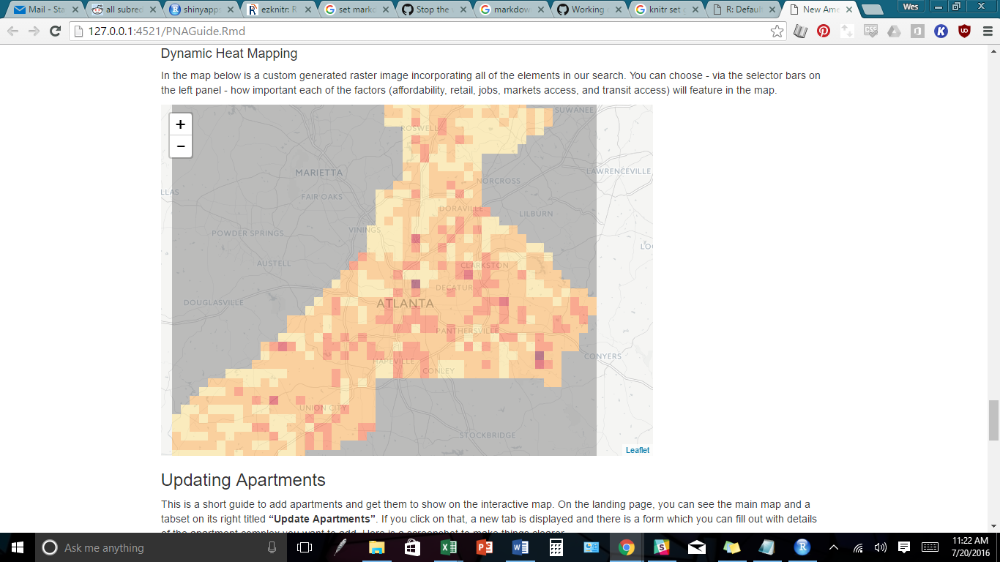 Mail - Sta
all subred
shinyapps
ezknitr: R
set markd
Stop the
markdow
Working
knitr set g
R: Defaul
New Ame
Wes
127.0.0.1:4521/PNAGuide.Rmd
Dynamic Heat Mapping
In the map below is a custom generated raster image incorporating all of the elements in our search. You can choose - via the selector bars on
the left panel - how important each of the factors (affordability, retail, jobs, markets access, and transit access) will feature in the map.
+
−
SUWANEE
ROSWELL
MARIETTA
LAWRENCEVILLE
NORCROSS
LLAS
FAIR OAKS
DORAVILLE
LILBURN
POWDER SPRINGS
VININGS
LO
AUSTELL
CLARKSTON
DECATUR
DOUGLASVILLE
ATLANTA
PANTHERSVILLE
CONYERS
HAPEVILLE
CONLEY
UNION CITY
STOCKBRIDGE
Leaflet
Updating Apartments
This is a short guide to add apartments and get them to show on the interactive map. On the landing page, you can see the main map and a
tabset on its right titled “Update Apartments”. If you click on that, a new tab is displayed and there is a form which you can fill out with details
of the apartment complex you want to add. Here is a screenshot to make things clearer
Ask me anything
11:22 AM
7/20/2016